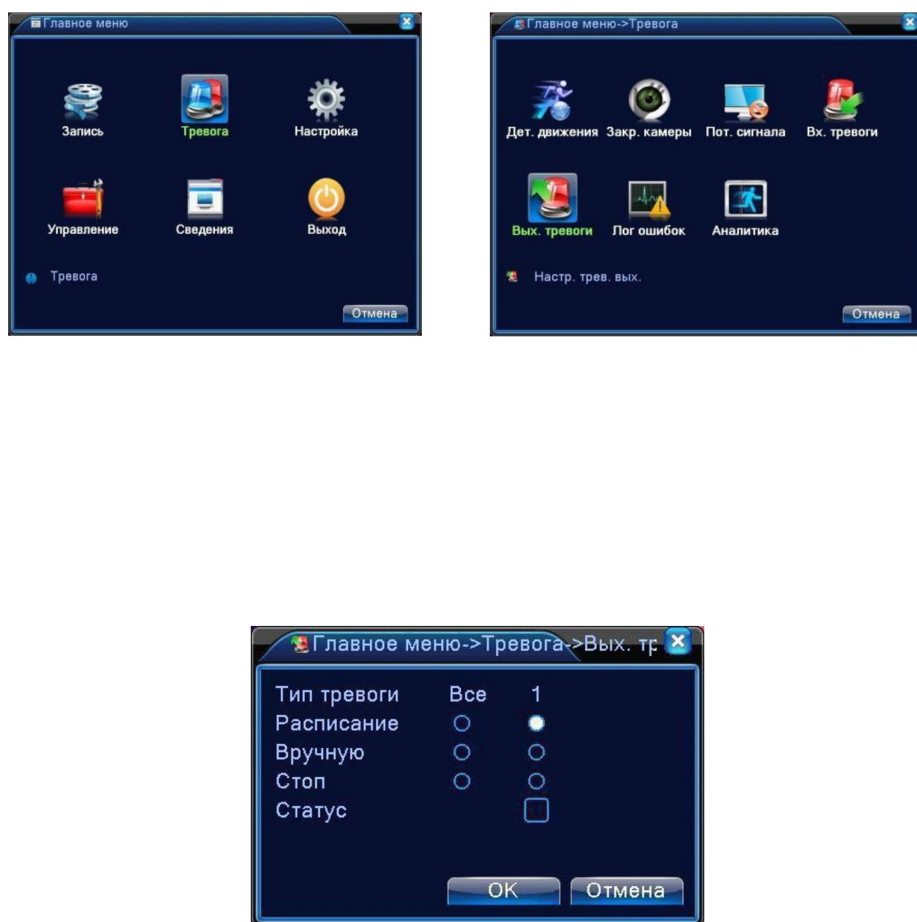 Главное меню
Запись Тревога Настройка
Управление Сведения Выход
Тревога
Отмена
Главное меню->Тревога
Дет. движения Закр. камеры Пот. сигнала Вх. тревоги
Вых. тревоги Лог ошибок Аналитика
Настр. трев. вых.
Отмена
Главное меню->Тревога->Вых. тр
Тип тревоги Все 1
Расписание
Вручную
Стоп
Статус
OK Отмена